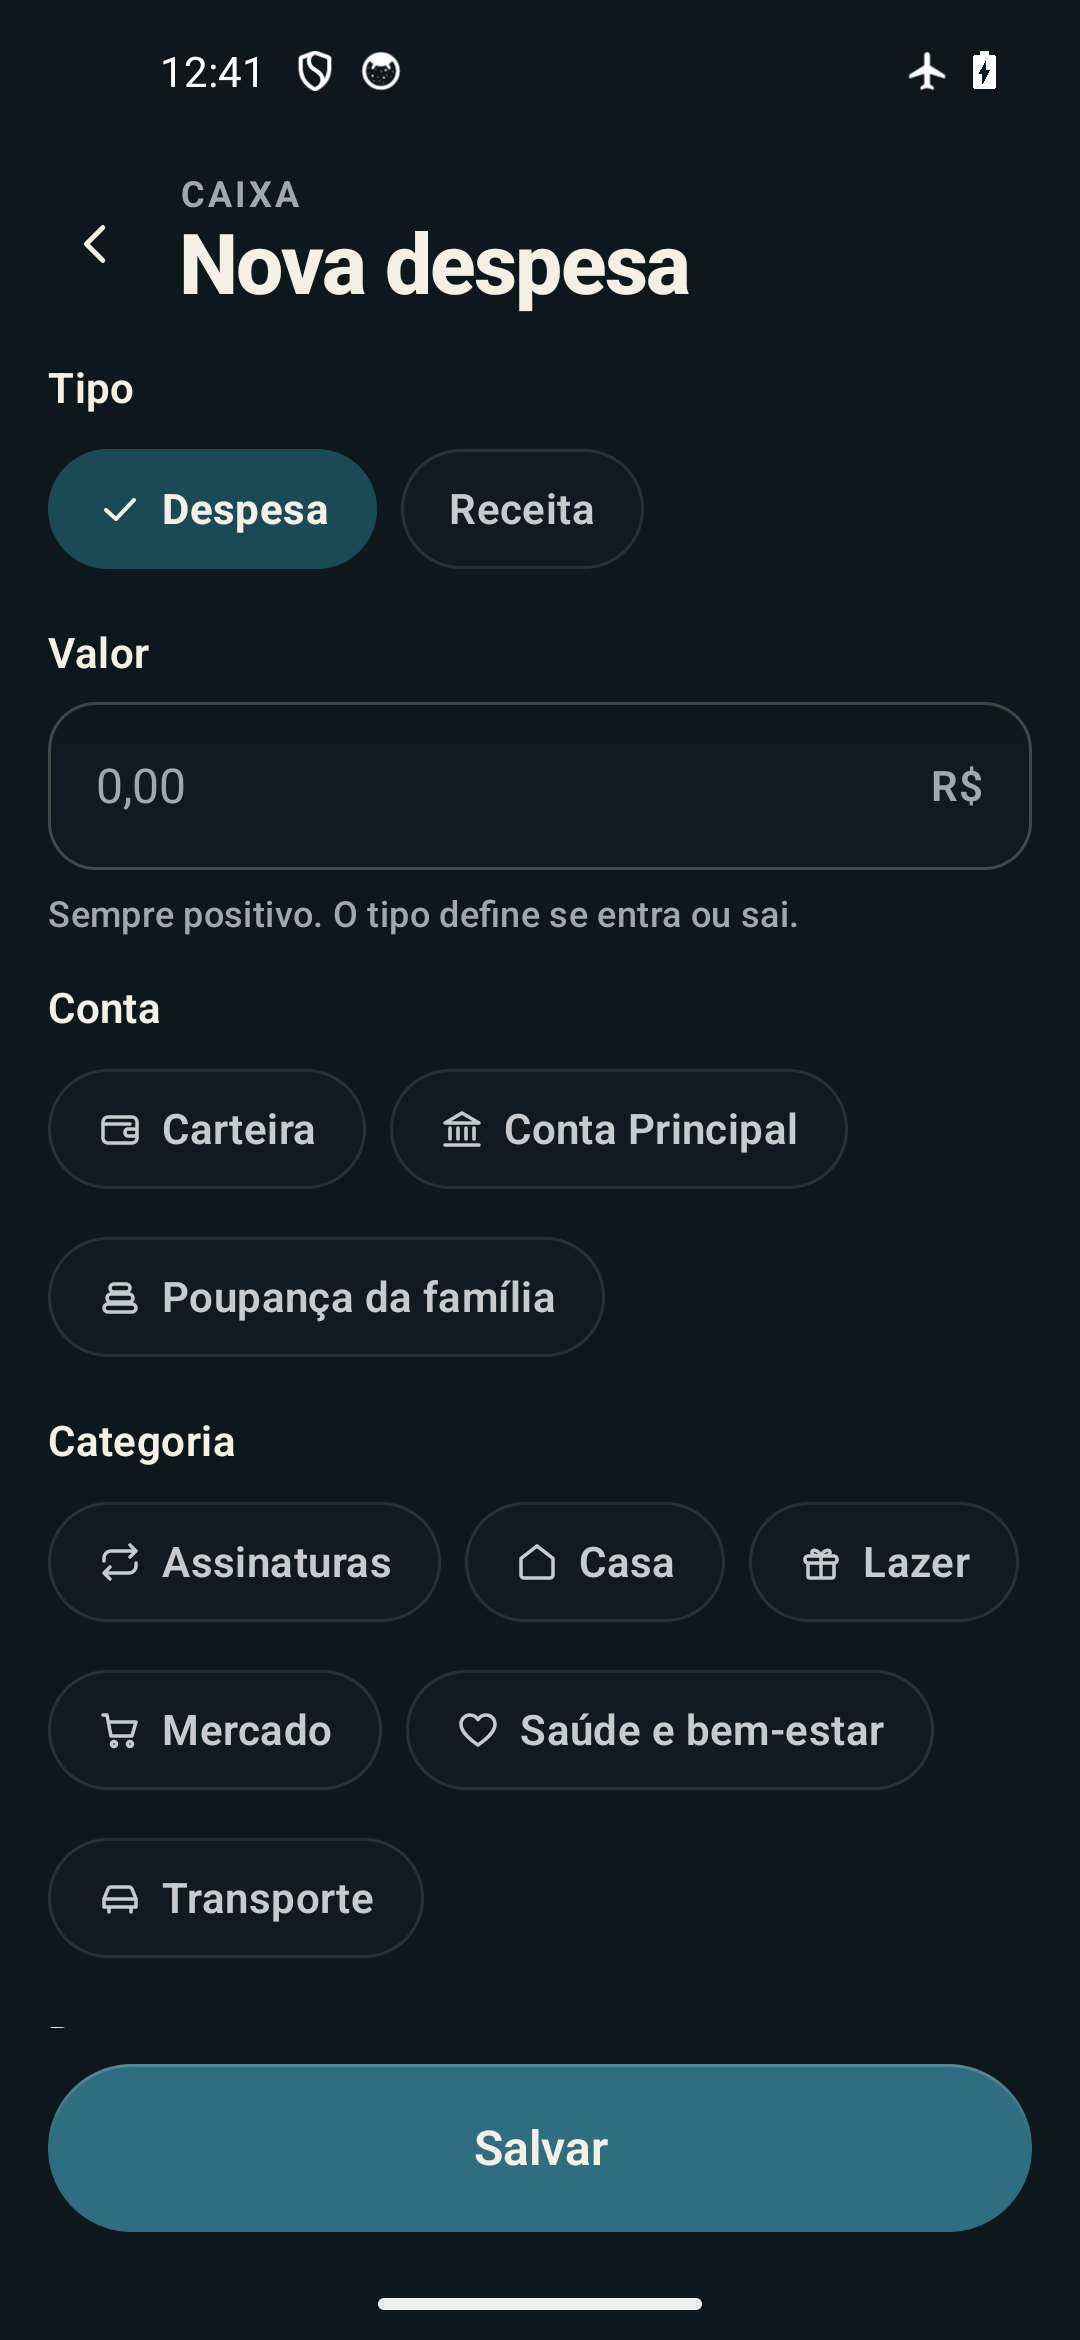 12:41
CAIXA
Nova despesa
Tipo
Despesa
Receita
Valor
0,00
R$
Sempre positivo. O tipo define se entra ou sai.
Conta
Carteira
Conta Principal
Poupança da família
Categoria
Assinaturas
Casa
Lazer
Mercado
Saúde e bem-estar
Transporte
Salvar